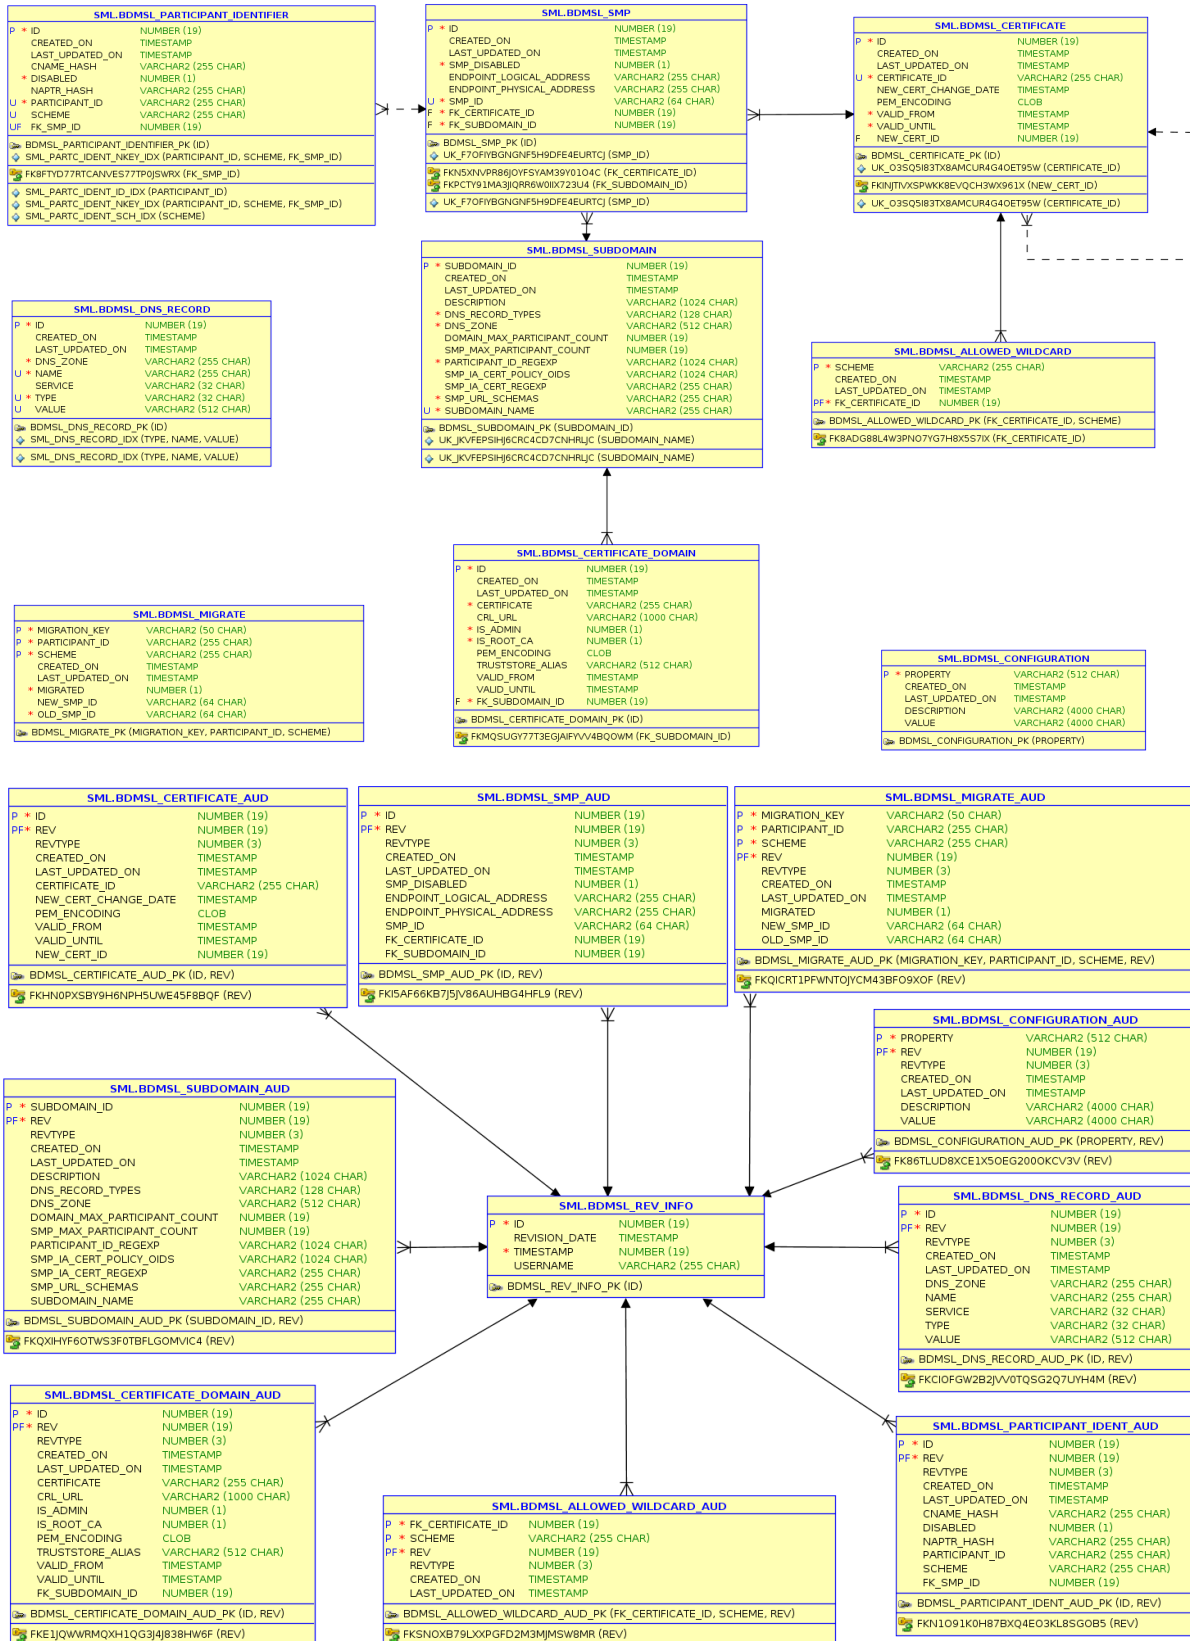 SML.BDMSL_PARTICIPANT_IDENTIFIER
P * ID NUMBER (19)
CREATED_ON TIMESTAMP
LAST_UPDATED_ON TIMESTAMP
CNAME_HASH VARCHAR2 (255 CHAR)
* DISABLED NUMBER (1)
NAPTR_HASH VARCHAR2 (255 CHAR)
U * PARTICIPANT_ID VARCHAR2 (255 CHAR)
U SCHEME VARCHAR2 (255 CHAR)
UF FK_SMP_ID NUMBER (19)
BDMSL_PARTICIPANT_IDENTIFIER_PK (ID)
SML_PARTC_IDENT_NKEY_IDX (PARTICIPANT_ID, SCHEME, FK_SMP_ID)
FK8FTYD77RTCANVES77TP0JSWRX (FK_SMP_ID)
SML_PARTC_IDENT_ID_IDX (PARTICIPANT_ID)
SML_PARTC_IDENT_NKEY_IDX (PARTICIPANT_ID, SCHEME, FK_SMP_ID)
SML_PARTC_IDENT_SCH_IDX (SCHEME)
SML.BDMSL_SMP
P * ID NUMBER (19)
CREATED_ON TIMESTAMP
LAST_UPDATED_ON TIMESTAMP
* SMP_DISABLED NUMBER (1)
ENDPOINT_LOGICAL_ADDRESS VARCHAR2 (255 CHAR)
ENDPOINT_PHYSICAL_ADDRESS VARCHAR2 (255 CHAR)
U * SMP_ID VARCHAR2 (64 CHAR)
F * FK_CERTIFICATE_ID NUMBER (19)
F * FK_SUBDOMAIN_ID NUMBER (19)
BDMSL_SMP_PK (ID)
UK_F7OFIYBGNGNF5H9DFE4EURTCJ (SMP_ID)
FKN5XNVPR86JOYFSYAM39Y01O4C (FK_CERTIFICATE_ID)
FKPCTY91MA3JIQRR6W0IIX723U4 (FK_SUBDOMAIN_ID)
UK_F7OFIYBGNGNF5H9DFE4EURTCJ (SMP_ID)
SML.BDMSL_CERTIFICATE
P * ID NUMBER (19)
CREATED_ON TIMESTAMP
LAST_UPDATED_ON TIMESTAMP
U * CERTIFICATE_ID VARCHAR2 (255 CHAR)
NEW_CERT_CHANGE_DATE TIMESTAMP
PEM_ENCODING CLOB
* VALID_FROM TIMESTAMP
* VALID_UNTIL TIMESTAMP
F NEW_CERT_ID NUMBER (19)
BDMSL_CERTIFICATE_PK (ID)
UK_O3SQ5I83TX8AMCUR4G4OET95W (CERTIFICATE_ID)
FKINJTIVXSPWKK8EVQCH3WX961X (NEW_CERT_ID)
UK_O3SQ5I83TX8AMCUR4G4OET95W (CERTIFICATE_ID)
SML.BDMSL_SUBDOMAIN
P * SUBDOMAIN_ID NUMBER (19)
CREATED_ON TIMESTAMP
LAST_UPDATED_ON TIMESTAMP
DESCRIPTION VARCHAR2 (1024 CHAR)
* DNS_RECORD_TYPES VARCHAR2 (128 CHAR)
* DNS_ZONE VARCHAR2 (512 CHAR)
DOMAIN_MAX_PARTICIPANT_COUNT NUMBER (19)
SMP_MAX_PARTICIPANT_COUNT NUMBER (19)
* PARTICIPANT_ID_REGEXP VARCHAR2 (1024 CHAR)
SMP_IA_CERT_POLICY_OIDS VARCHAR2 (1024 CHAR)
SMP_IA_CERT_REGEXP VARCHAR2 (255 CHAR)
* SMP_URL_SCHEMAS VARCHAR2 (255 CHAR)
U * SUBDOMAIN_NAME VARCHAR2 (255 CHAR)
BDMSL_SUBDOMAIN_PK (SUBDOMAIN_ID)
UK_JKVFEPSIHJ6CRC4CD7CNHRLJC (SUBDOMAIN_NAME)
UK_JKVFEPSIHJ6CRC4CD7CNHRLJC (SUBDOMAIN_NAME)
SML.BDMSL_DNS_RECORD
P * ID NUMBER (19)
CREATED_ON TIMESTAMP
LAST_UPDATED_ON TIMESTAMP
* DNS_ZONE VARCHAR2 (255 CHAR)
U * NAME VARCHAR2 (255 CHAR)
SERVICE VARCHAR2 (32 CHAR)
U * TYPE VARCHAR2 (32 CHAR)
U VALUE VARCHAR2 (512 CHAR)
BDMSL_DNS_RECORD_PK (ID)
SML_DNS_RECORD_IDX (TYPE, NAME, VALUE)
SML_DNS_RECORD_IDX (TYPE, NAME, VALUE)
SML.BDMSL_ALLOWED_WILDCARD
P * SCHEME VARCHAR2 (255 CHAR)
CREATED_ON TIMESTAMP
LAST_UPDATED_ON TIMESTAMP
PF * FK_CERTIFICATE_ID NUMBER (19)
BDMSL_ALLOWED_WILDCARD_PK (FK_CERTIFICATE_ID, SCHEME)
FK8ADG88L4W3PNO7YG7H8X5S7IX (FK_CERTIFICATE_ID)
SML.BDMSL_CERTIFICATE_DOMAIN
P * ID NUMBER (19)
CREATED_ON TIMESTAMP
LAST_UPDATED_ON TIMESTAMP
* CERTIFICATE VARCHAR2 (255 CHAR)
CRL_URL VARCHAR2 (1000 CHAR)
* IS_ADMIN NUMBER (1)
* IS_ROOT_CA NUMBER (1)
PEM_ENCODING CLOB
TRUSTSTORE_ALIAS VARCHAR2 (512 CHAR)
VALID_FROM TIMESTAMP
VALID_UNTIL TIMESTAMP
F * FK_SUBDOMAIN_ID NUMBER (19)
BDMSL_CERTIFICATE_DOMAIN_PK (ID)
FKMQSUGY77T3EGJAIFYVV4BQOWM (FK_SUBDOMAIN_ID)
SML.BDMSL_MIGRATE
P * MIGRATION_KEY VARCHAR2 (50 CHAR)
P * PARTICIPANT_ID VARCHAR2 (255 CHAR)
P * SCHEME VARCHAR2 (255 CHAR)
CREATED_ON TIMESTAMP
LAST_UPDATED_ON TIMESTAMP
* MIGRATED NUMBER (1)
NEW_SMP_ID VARCHAR2 (64 CHAR)
* OLD_SMP_ID VARCHAR2 (64 CHAR)
BDMSL_MIGRATE_PK (MIGRATION_KEY, PARTICIPANT_ID, SCHEME)
SML.BDMSL_CONFIGURATION
P * PROPERTY VARCHAR2 (512 CHAR)
CREATED_ON TIMESTAMP
LAST_UPDATED_ON TIMESTAMP
DESCRIPTION VARCHAR2 (4000 CHAR)
VALUE VARCHAR2 (4000 CHAR)
BDMSL_CONFIGURATION_PK (PROPERTY)
SML.BDMSL_CERTIFICATE_AUD
P * ID NUMBER (19)
PF * REV NUMBER (19)
REVTYPE NUMBER (3)
CREATED_ON TIMESTAMP
LAST_UPDATED_ON TIMESTAMP
CERTIFICATE_ID VARCHAR2 (255 CHAR)
NEW_CERT_CHANGE_DATE TIMESTAMP
PEM_ENCODING CLOB
VALID_FROM TIMESTAMP
VALID_UNTIL TIMESTAMP
NEW_CERT_ID NUMBER (19)
BDMSL_CERTIFICATE_AUD_PK (ID, REV)
FKHN0PXSBY9H6NPH5UWE45F8BQF (REV)
SML.BDMSL_SMP_AUD
P * ID NUMBER (19)
PF * REV NUMBER (19)
REVTYPE NUMBER (3)
CREATED_ON TIMESTAMP
LAST_UPDATED_ON TIMESTAMP
SMP_DISABLED NUMBER (1)
ENDPOINT_LOGICAL_ADDRESS VARCHAR2 (255 CHAR)
ENDPOINT_PHYSICAL_ADDRESS VARCHAR2 (255 CHAR)
SMP_ID VARCHAR2 (64 CHAR)
FK_CERTIFICATE_ID NUMBER (19)
FK_SUBDOMAIN_ID NUMBER (19)
BDMSL_SMP_AUD_PK (ID, REV)
FKI5AF66KB7J5JV86AUHBG4HFL9 (REV)
SML.BDMSL_MIGRATE_AUD
P * MIGRATION_KEY VARCHAR2 (50 CHAR)
P * PARTICIPANT_ID VARCHAR2 (255 CHAR)
P * SCHEME VARCHAR2 (255 CHAR)
PF * REV NUMBER (19)
REVTYPE NUMBER (3)
CREATED_ON TIMESTAMP
LAST_UPDATED_ON TIMESTAMP
MIGRATED NUMBER (1)
NEW_SMP_ID VARCHAR2 (64 CHAR)
OLD_SMP_ID VARCHAR2 (64 CHAR)
BDMSL_MIGRATE_AUD_PK (MIGRATION_KEY, PARTICIPANT_ID, SCHEME, REV)
FKQICRT1PFWNTOJYCM43BFO9XOF (REV)
SML.BDMSL_CONFIGURATION_AUD
P * PROPERTY VARCHAR2 (512 CHAR)
PF * REV NUMBER (19)
REVTYPE NUMBER (3)
CREATED_ON TIMESTAMP
LAST_UPDATED_ON TIMESTAMP
DESCRIPTION VARCHAR2 (4000 CHAR)
VALUE VARCHAR2 (4000 CHAR)
BDMSL_CONFIGURATION_AUD_PK (PROPERTY, REV)
FK86TLUD8XCE1X5OEG200OKCV3V (REV)
SML.BDMSL_SUBDOMAIN_AUD
P * SUBDOMAIN_ID NUMBER (19)
PF * REV NUMBER (19)
REVTYPE NUMBER (3)
CREATED_ON TIMESTAMP
LAST_UPDATED_ON TIMESTAMP
DESCRIPTION VARCHAR2 (1024 CHAR)
DNS_RECORD_TYPES VARCHAR2 (128 CHAR)
DNS_ZONE VARCHAR2 (512 CHAR)
DOMAIN_MAX_PARTICIPANT_COUNT NUMBER (19)
SMP_MAX_PARTICIPANT_COUNT NUMBER (19)
PARTICIPANT_ID_REGEXP VARCHAR2 (1024 CHAR)
SMP_IA_CERT_POLICY_OIDS VARCHAR2 (1024 CHAR)
SMP_IA_CERT_REGEXP VARCHAR2 (255 CHAR)
SMP_URL_SCHEMAS VARCHAR2 (255 CHAR)
SUBDOMAIN_NAME VARCHAR2 (255 CHAR)
BDMSL_SUBDOMAIN_AUD_PK (SUBDOMAIN_ID, REV)
FKQXIHYF6OTWS3F0TBFLGOMVIC4 (REV)
SML.BDMSL_REV_INFO
P * ID NUMBER (19)
REVISION_DATE TIMESTAMP
* TIMESTAMP NUMBER (19)
USERNAME VARCHAR2 (255 CHAR)
BDMSL_REV_INFO_PK (ID)
SML.BDMSL_DNS_RECORD_AUD
P * ID NUMBER (19)
PF * REV NUMBER (19)
REVTYPE NUMBER (3)
CREATED_ON TIMESTAMP
LAST_UPDATED_ON TIMESTAMP
DNS_ZONE VARCHAR2 (255 CHAR)
NAME VARCHAR2 (255 CHAR)
SERVICE VARCHAR2 (32 CHAR)
TYPE VARCHAR2 (32 CHAR)
VALUE VARCHAR2 (512 CHAR)
BDMSL_DNS_RECORD_AUD_PK (ID, REV)
FKCIOFGW2B2JVV0TQSG2Q7UYH4M (REV)
SML.BDMSL_CERTIFICATE_DOMAIN_AUD
P * ID NUMBER (19)
PF * REV NUMBER (19)
REVTYPE NUMBER (3)
CREATED_ON TIMESTAMP
LAST_UPDATED_ON TIMESTAMP
CERTIFICATE VARCHAR2 (255 CHAR)
CRL_URL VARCHAR2 (1000 CHAR)
IS_ADMIN NUMBER (1)
IS_ROOT_CA NUMBER (1)
PEM_ENCODING CLOB
TRUSTSTORE_ALIAS VARCHAR2 (512 CHAR)
VALID_FROM TIMESTAMP
VALID_UNTIL TIMESTAMP
FK_SUBDOMAIN_ID NUMBER (19)
BDMSL_CERTIFICATE_DOMAIN_AUD_PK (ID, REV)
FKE1JQWWRMQXH1QG3J4J838HW6F (REV)
SML.BDMSL_ALLOWED_WILDCARD_AUD
P * FK_CERTIFICATE_ID NUMBER (19)
P * SCHEME VARCHAR2 (255 CHAR)
PF * REV NUMBER (19)
REVTYPE NUMBER (3)
CREATED_ON TIMESTAMP
LAST_UPDATED_ON TIMESTAMP
BDMSL_ALLOWED_WILDCARD_AUD_PK (FK_CERTIFICATE_ID, SCHEME, REV)
FKSNOXB79LXXPGFD2M3MJMSW8MR (REV)
SML.BDMSL_PARTICIPANT_IDENT_AUD
P * ID NUMBER (19)
PF * REV NUMBER (19)
REVTYPE NUMBER (3)
CREATED_ON TIMESTAMP
LAST_UPDATED_ON TIMESTAMP
CNAME_HASH VARCHAR2 (255 CHAR)
DISABLED NUMBER (1)
NAPTR_HASH VARCHAR2 (255 CHAR)
PARTICIPANT_ID VARCHAR2 (255 CHAR)
SCHEME VARCHAR2 (255 CHAR)
FK_SMP_ID NUMBER (19)
BDMSL_PARTICIPANT_IDENT_AUD_PK (ID, REV)
FKN1O91K0H87BXQ4EO3KL8SGOB5 (REV)